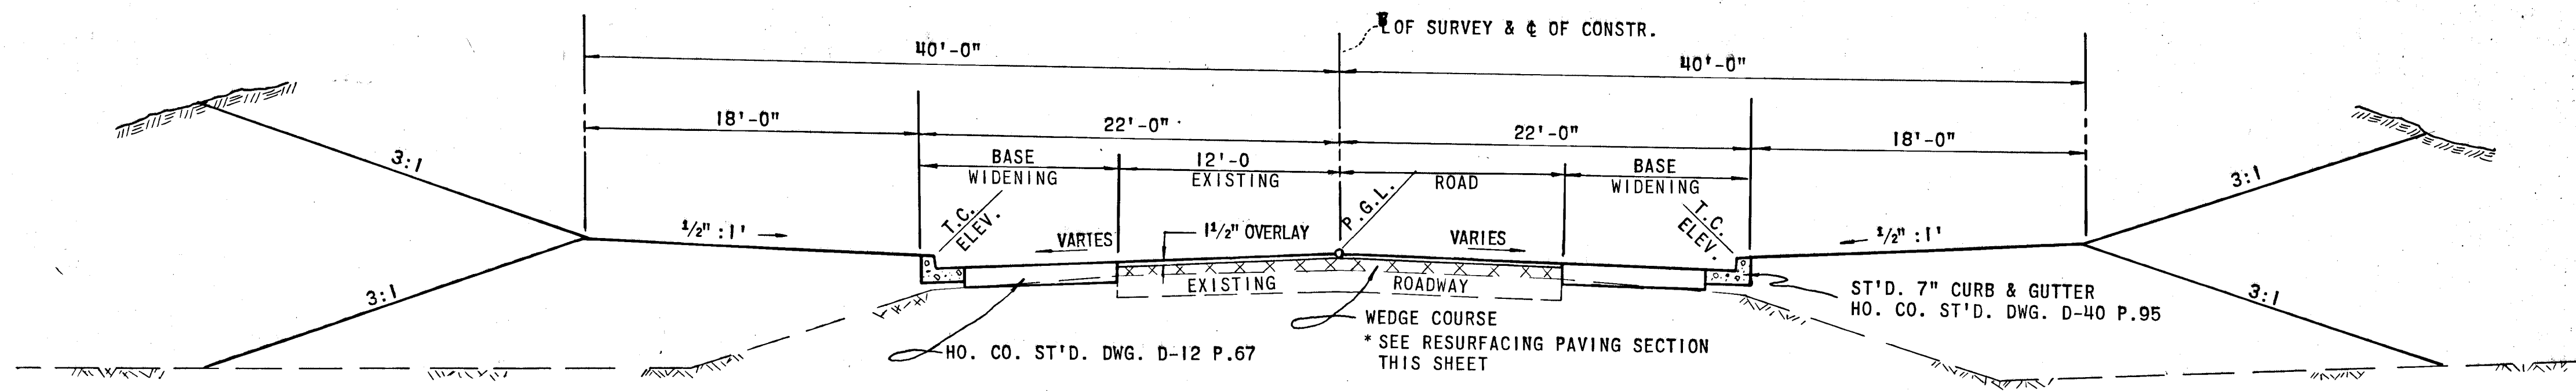 ℄ OF SURVEY & ℄ OF CONSTR.
40'-0"
40'-0"
18'-0"
22'-0"
22'-0"
18'-0"
BASE
WIDENING
12'-0
EXISTING
ROAD
BASE
WIDENING
3:1
3:1
1/2" :1'
T.C.
ELEV.
VARTES
1 1/2" OVERLAY
P.G.L.
VARIES
T.C.
ELEV.
1/2" :1'
3:1
3:1
EXISTING
ROADWAY
ST'D. 7" CURB & GUTTER
HO. CO. ST'D. DWG. D-40 P.95
WEDGE COURSE
* SEE RESURFACING PAVING SECTION
THIS SHEET
HO. CO. ST'D. DWG. D-12 P.67